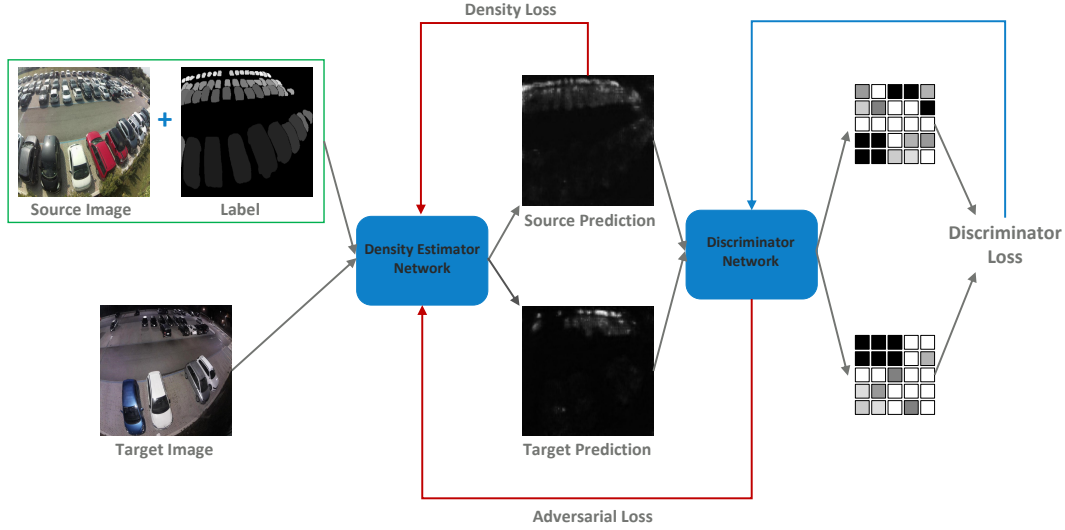 Density Loss
+
Source Image
Label
Source Prediction
Density Estimator
Network
Discriminator
Network
Discriminator
Loss
Target Image
Target Prediction
Adversarial Loss